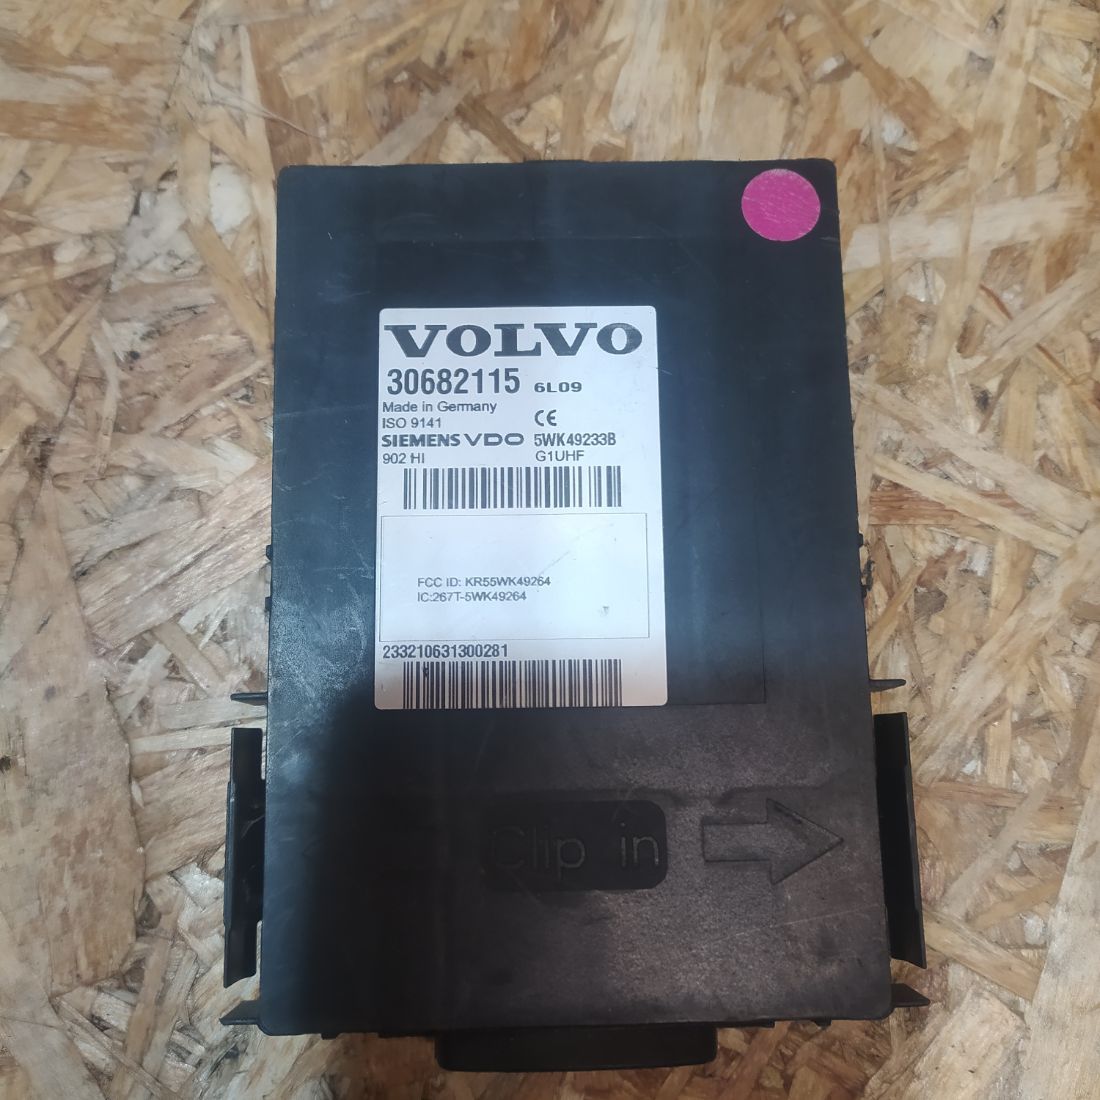 VOLVO
30682115 6L09
Made in Germany
ISO 9141 CE
SIEMENS VDO 5WK49233B
902 HI G1UHF
FCC ID: KR55WK49264
IC:267T-5WK49264
233210631300281
Clip in